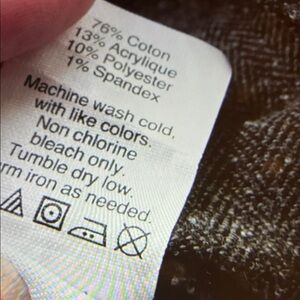 76% Coton
13% Acrylique
10% Polyester
1% Spandex
Machine wash cold,
with like colors.
Non chlorine
bleach only.
Tumble dry low.
rm iron as needed.